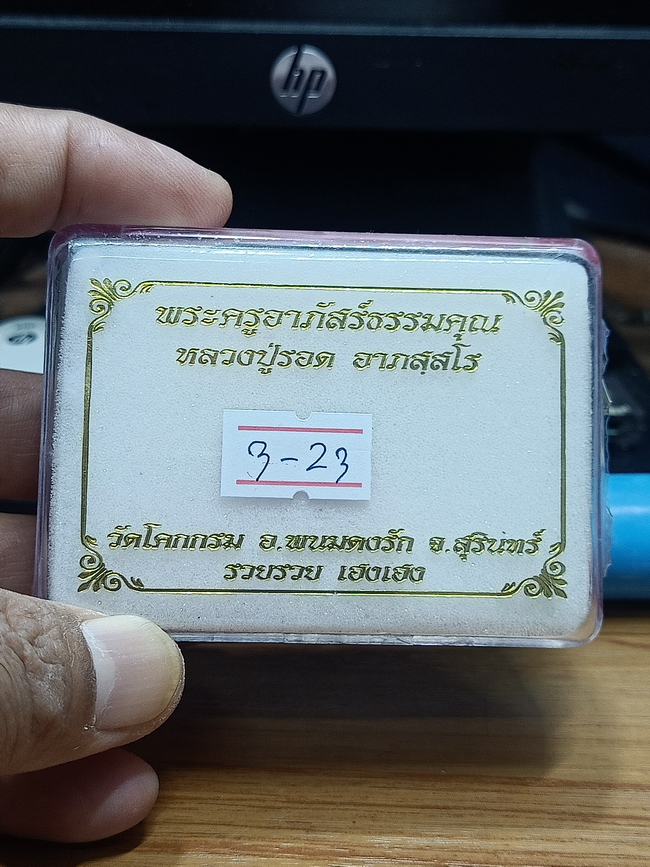 hp
พระครูอาภัสร์ธรรมคุณ
หลวงปู่รอด อาภสฺสโร
3-23
วัดโคกกรม อ.พนมดงรัก จ.สุรินทร์
รวยรวย เฮงเฮง